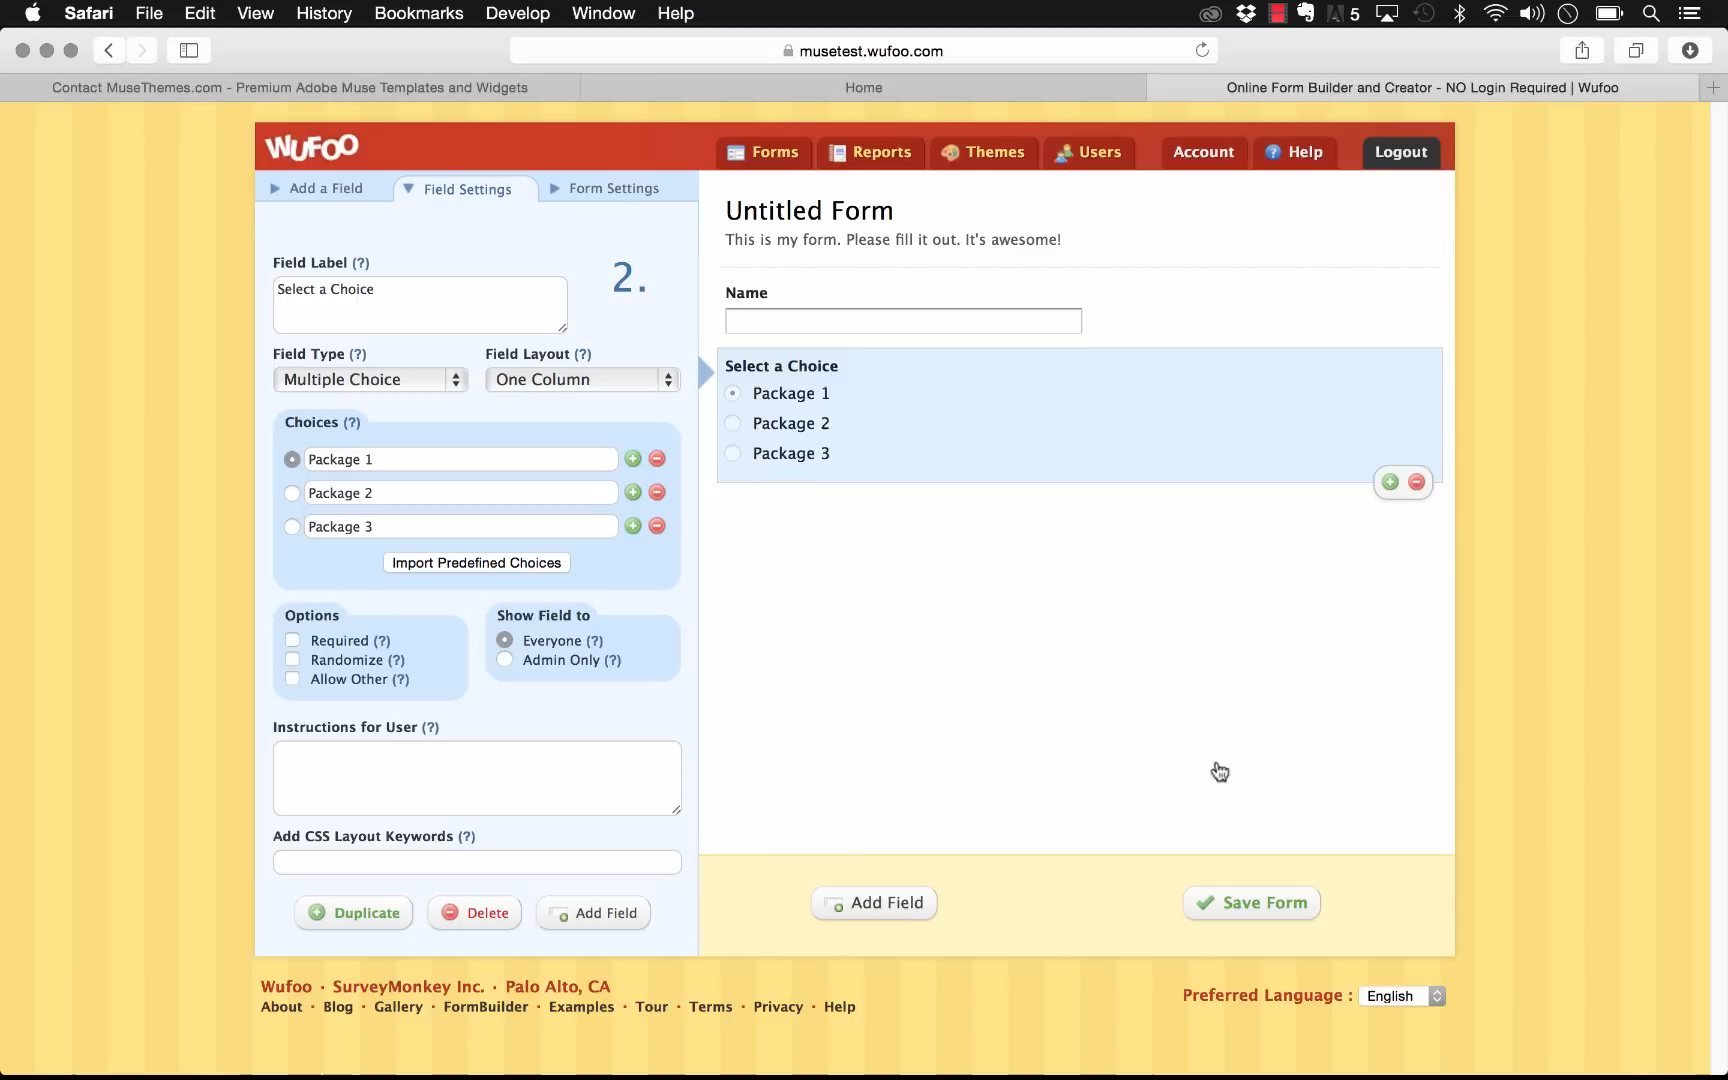 Safari File Edit View History Bookmarks Develop Window Help 5
musetest.wufoo.com
Contact MuseThemes.com - Premium Adobe Muse Templates and Widgets
Home
Online Form Builder and Creator - NO Login Required | Wufoo
WUFOO
Forms
Reports
Themes
Users
Account
Help
Logout
Add a Field
Field Settings
Form Settings
Field Label (?)
Select a Choice
2.
Field Type (?)
Field Layout (?)
Multiple Choice
One Column
Choices (?)
Package 1
Package 2
Package 3
Import Predefined Choices
Options
Required (?)
Randomize (?)
Allow Other (?)
Show Field to
Everyone (?)
Admin Only (?)
Instructions for User (?)
Add CSS Layout Keywords (?)
Duplicate
Delete
Add Field
Untitled Form
This is my form. Please fill it out. It's awesome!
Name
Select a Choice
Package 1
Package 2
Package 3
Add Field
Save Form
Wufoo · SurveyMonkey Inc. · Palo Alto, CA
About · Blog · Gallery · FormBuilder · Examples · Tour · Terms · Privacy · Help
Preferred Language : English